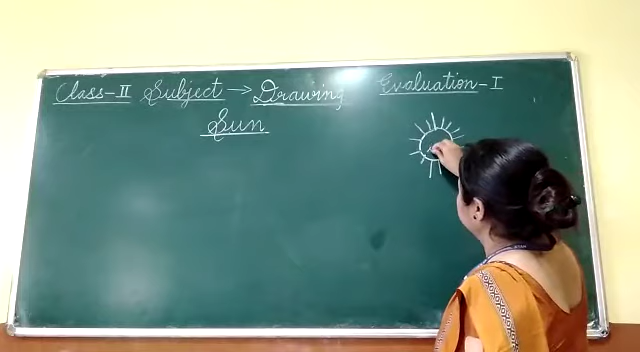 Class-II Subject → Drawing Evaluation-I
Sun